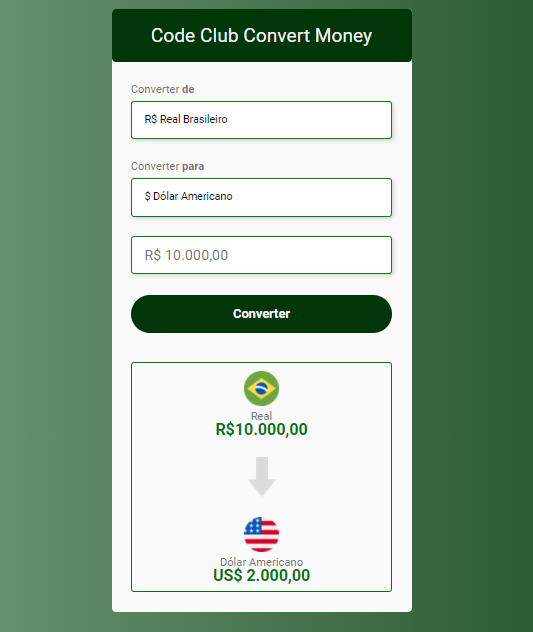 Code Club Convert Money
Converter de
R$ Real Brasileiro
Converter para
$ Dólar Americano
R$ 10.000,00
Converter
Real
R$10.000,00
Dólar Americano
US$ 2.000,00